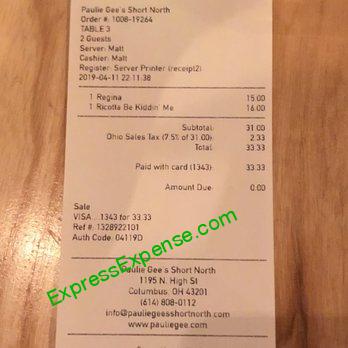 Paulie Gee's Short North
Order #: 1008-19264
TABLE 3
2 Guests
Server: Matt
Cashier: Matt
Register: Server Printer (receipt2)
2019-04-11 22:11:38
1 Regina 15.00
1 Ricotta Be Kiddin' Me 16.00
Subtotal: 31.00
Ohio Sales Tax (7.5% of 31.00): 2.33
Total: 33.33
Paid with card (1343): 33.33
Amount Due: 0.00
Sale
VISA ...1343 for 33.33
Ref #: 1328922101
Auth Code: 04119D
ExpressExpense.com
Paulie Gee's Short North
1195 N. High St
Columbus, OH 43201
(614) 808-0112
info@pauliegeesshortnorth.com
www.pauliegee.com